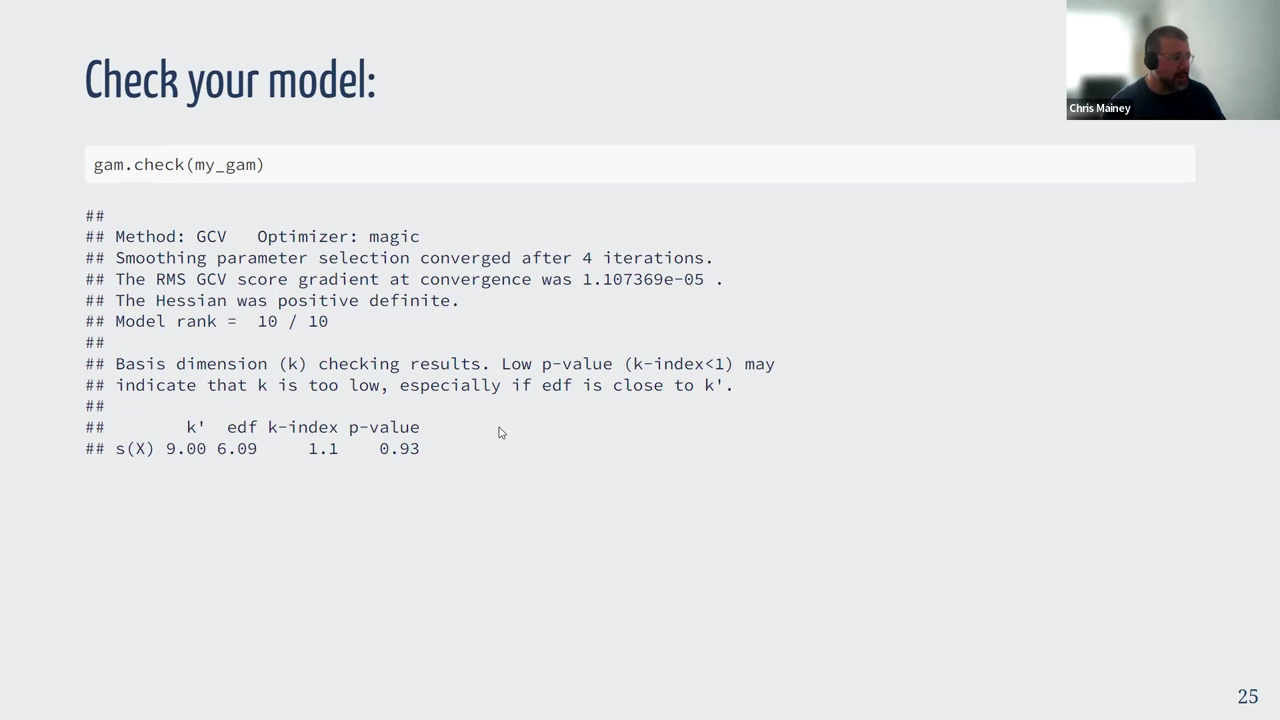 Check your model:
Chris Mainey
gam.check(my_gam)
##
## Method: GCV   Optimizer: magic
## Smoothing parameter selection converged after 4 iterations.
## The RMS GCV score gradient at convergence was 1.107369e-05 .
## The Hessian was positive definite.
## Model rank =  10 / 10
##
## Basis dimension (k) checking results. Low p-value (k-index<1) may
## indicate that k is too low, especially if edf is close to k'.
##
##        k'  edf k-index p-value
## s(X) 9.00 6.09     1.1    0.93
25